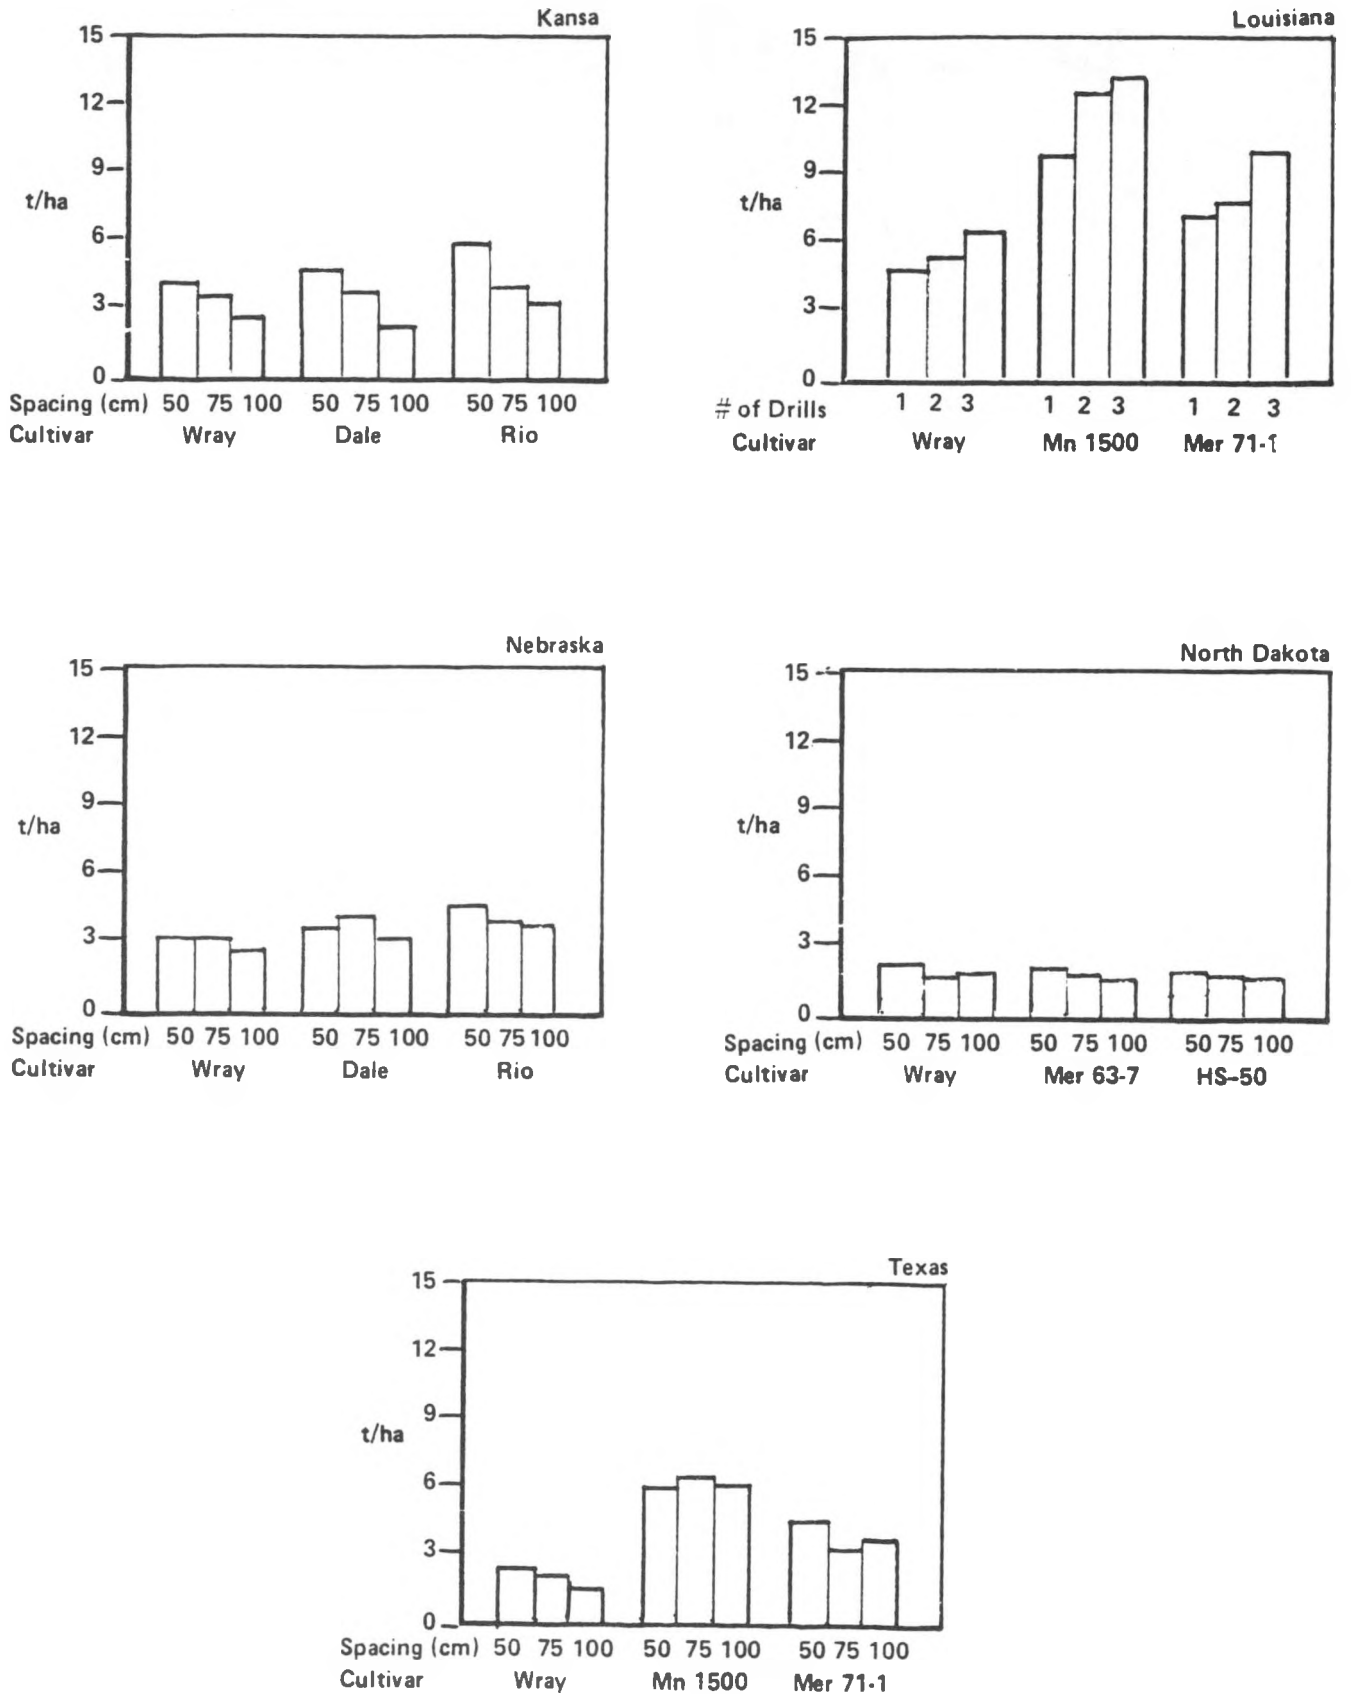 Kansa
15
12
9
t/ha
6
3
0
Spacing (cm) 50 75 100 50 75 100 50 75 100
Cultivar Wray Dale Rio
Louisiana
15
12
9
t/ha
6
3
0
# of Drills 1 2 3 1 2 3 1 2 3
Cultivar Wray Mn 1500 Mer 71-1
Nebraska
15
12
9
t/ha
6
3
0
Spacing (cm) 50 75 100 50 75 100 50 75 100
Cultivar Wray Dale Rio
North Dakota
15
12
9
t/ha
6
3
0
Spacing (cm) 50 75 100 50 75 100 50 75 100
Cultivar Wray Mer 63-7 HS-50
Texas
15
12
9
t/ha
6
3
0
Spacing (cm) 50 75 100 50 75 100 50 75 100
Cultivar Wray Mn 1500 Mer 71-1